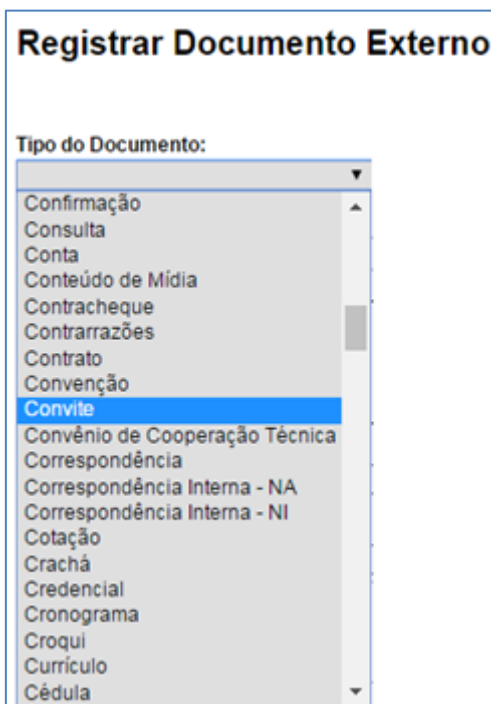 Registrar Documento Externo
Tipo do Documento:
Confirmação
Consulta
Conta
Conteúdo de Mídia
Contracheque
Contrarrazões
Contrato
Convenção
Convite
Convênio de Cooperação Técnica
Correspondência
Correspondência Interna - NA
Correspondência Interna - NI
Cotação
Crachá
Credencial
Cronograma
Croqui
Currículo
Cédula